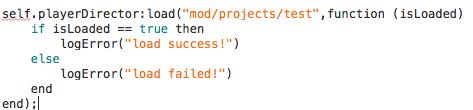 self.playerDirector:load("mod/projects/test",function (isLoaded)
    if isLoaded == true then
        logError("load success!")
    else
        logError("load failed!")
    end
end);